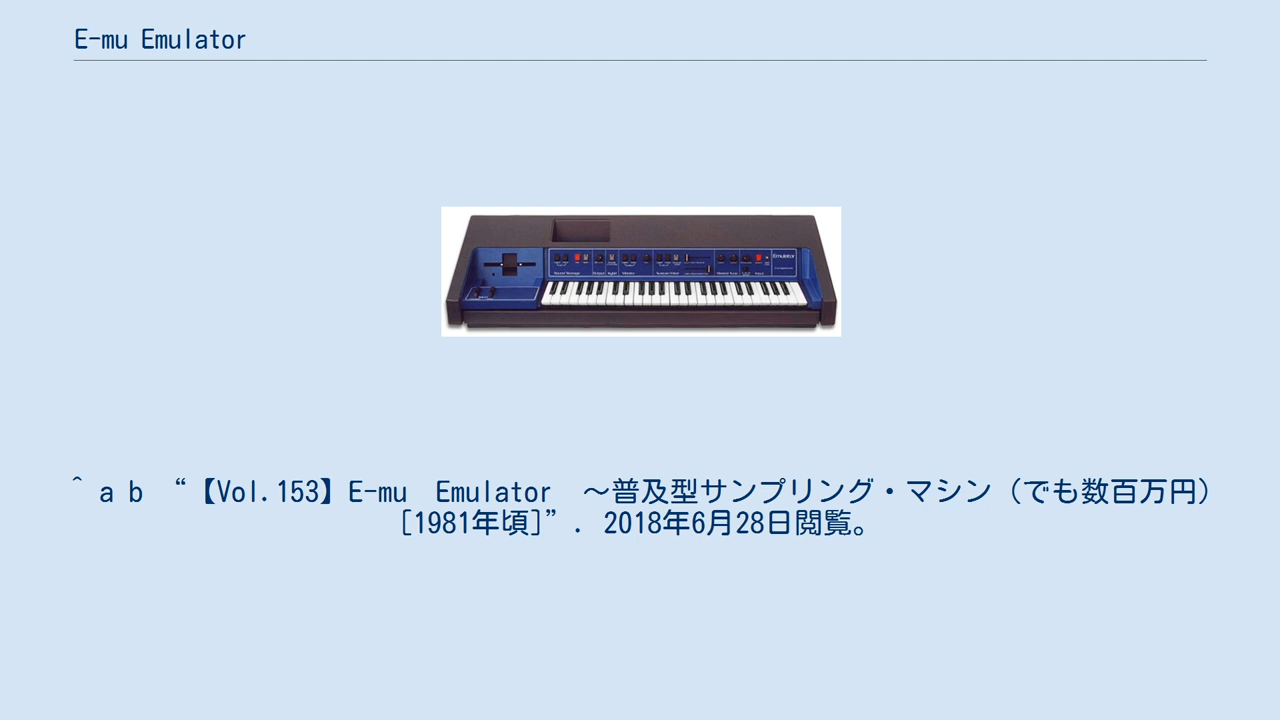 E-mu Emulator
Emulator
^ a b “【Vol.153】E-mu Emulator ～普及型サンプリング・マシン（でも数百万円）
[1981年頃]”. 2018年6月28日閲覧。